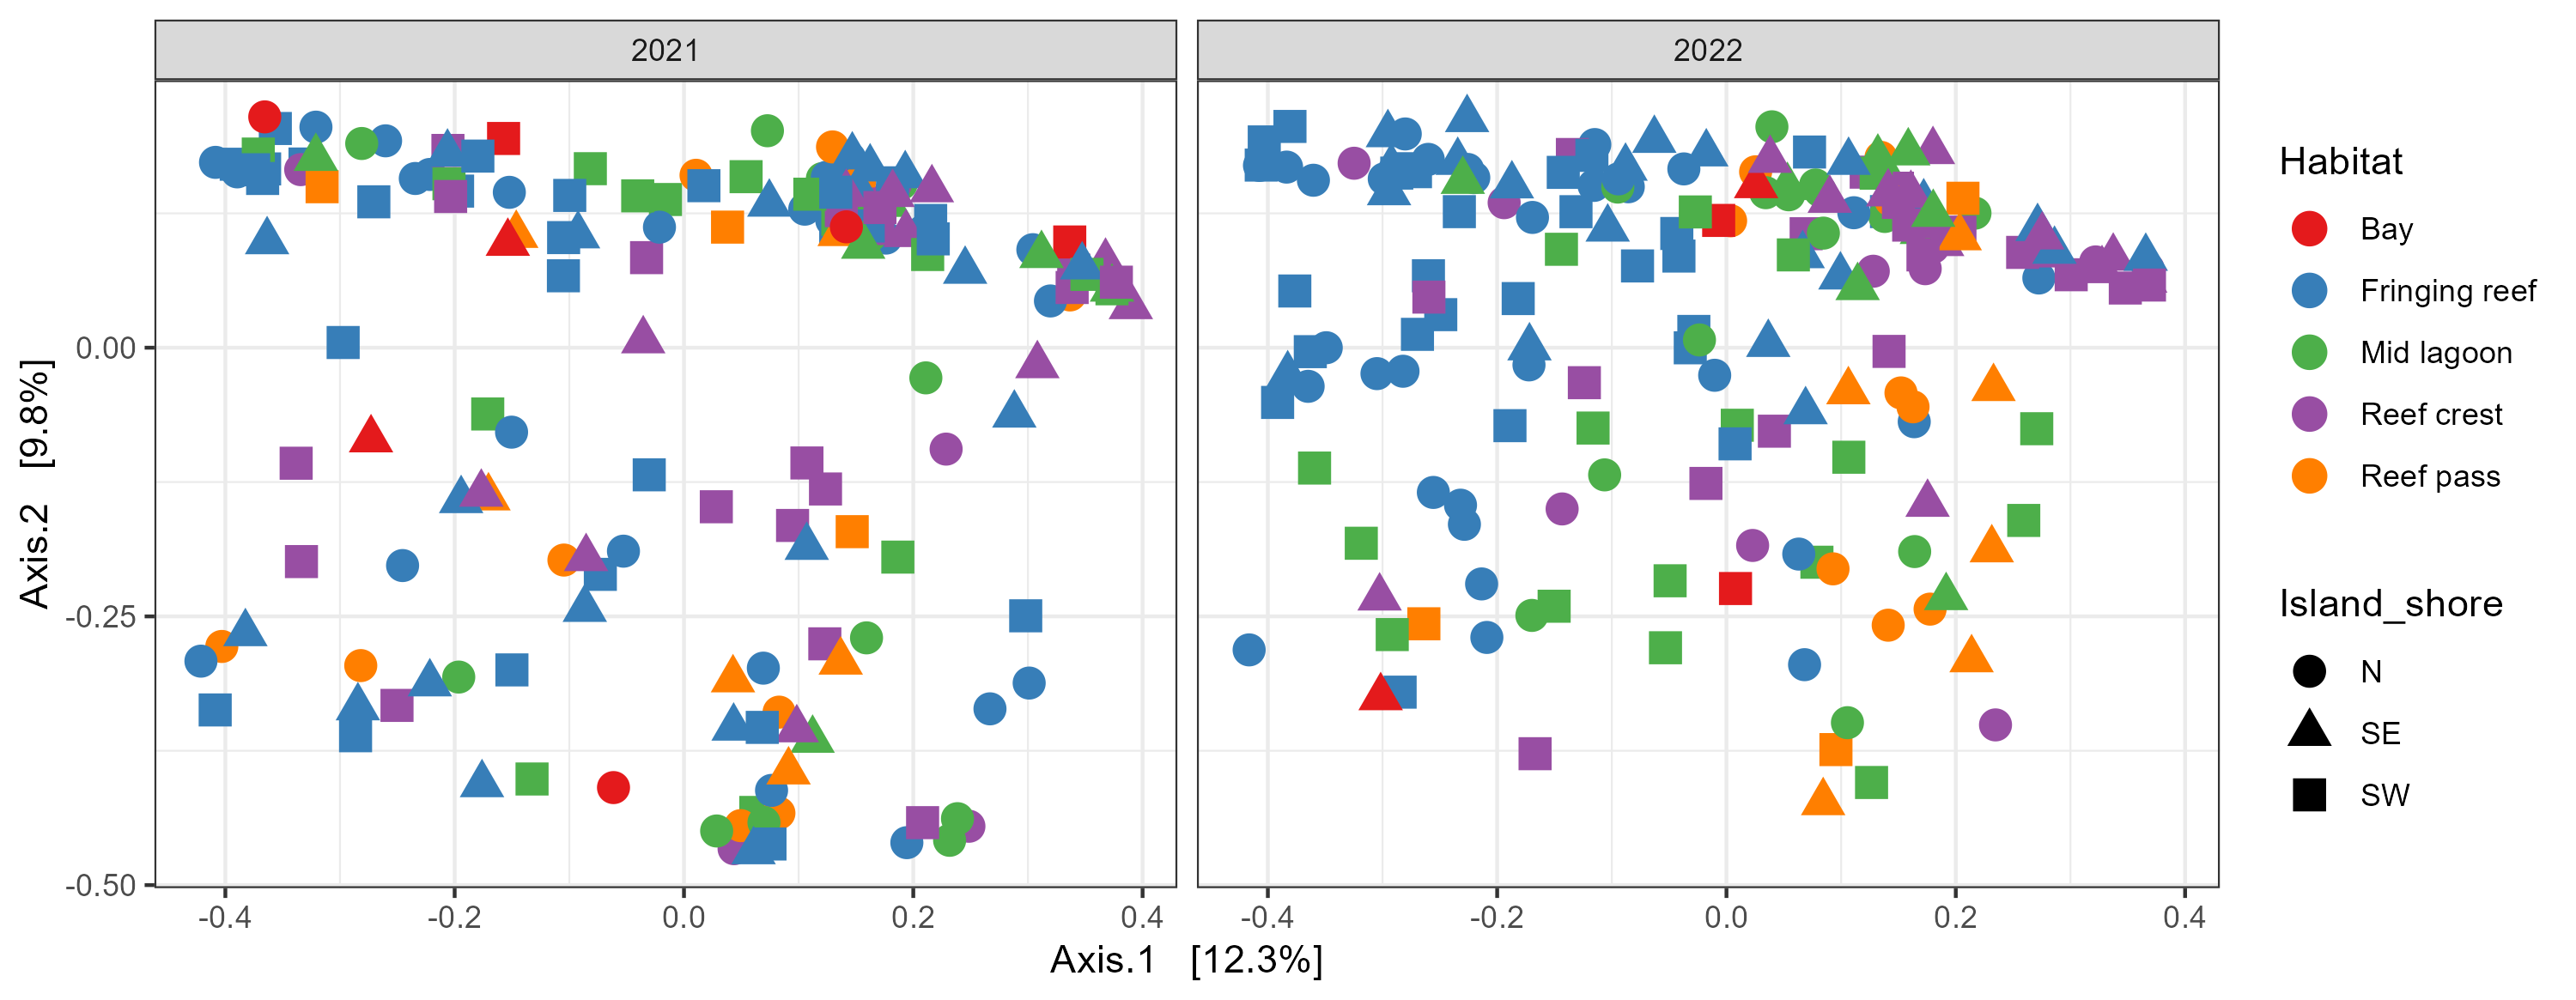 2021
2022
Axis.2   [9.8%]
0.00
-0.25
-0.50
-0.4
-0.2
0.0
0.2
0.4
-0.4
-0.2
0.0
0.2
0.4
Axis.1   [12.3%]
Habitat
Bay
Fringing reef
Mid lagoon
Reef crest
Reef pass
Island_shore
N
SE
SW